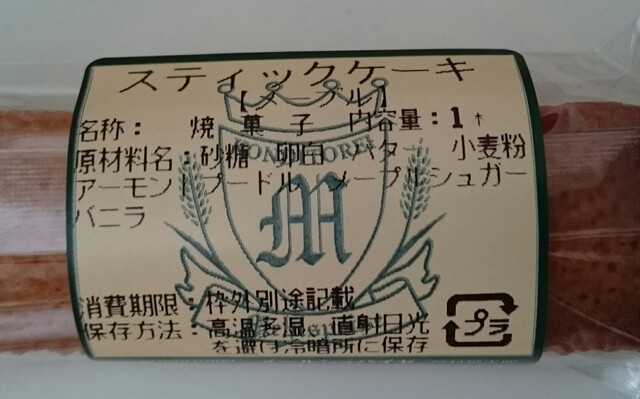 スティックケーキ
【メープル】
名称： 焼 菓 子 内容量：1ヶ
原材料名：砂糖 卵白 バター 小麦粉
アーモンドプードル メープルシュガー
バニラ
M
消費期限：枠外別途記載
保存方法：高温多湿 直射日光
を避け冷暗所に保存
プラ